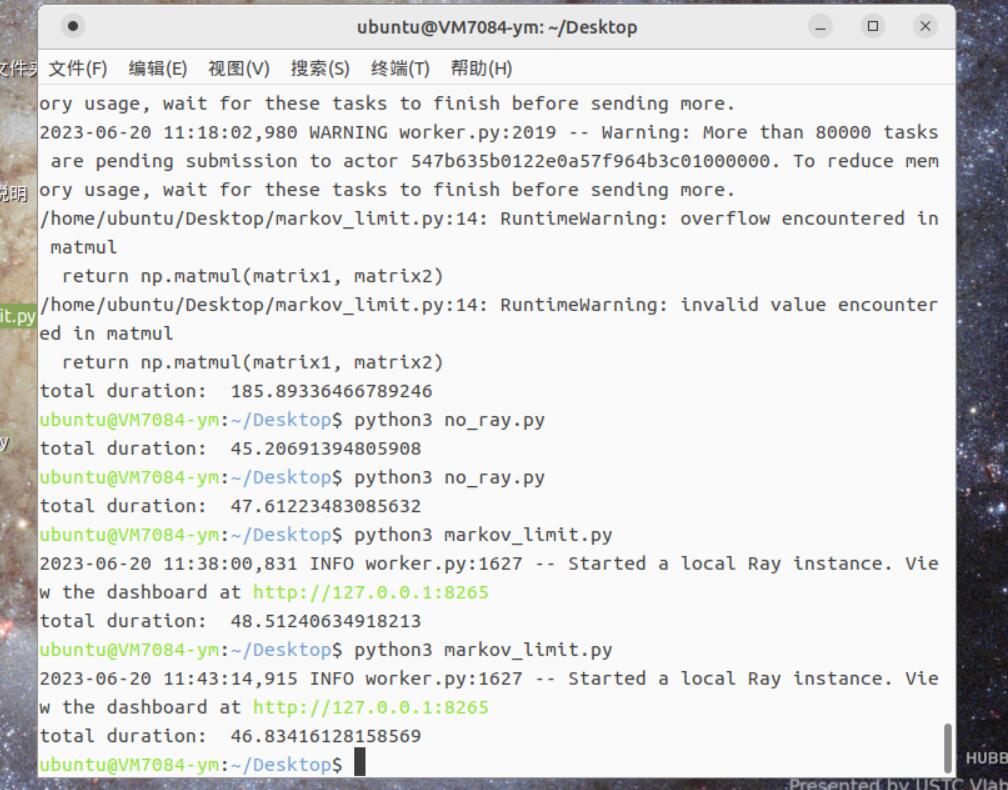 ubuntu@VM7084-ym: ~/Desktop
文件(F) 编辑(E) 视图(V) 搜索(S) 终端(T) 帮助(H)
ory usage, wait for these tasks to finish before sending more.
2023-06-20 11:18:02,980 WARNING worker.py:2019 -- Warning: More than 80000 tasks
are pending submission to actor 547b635b0122e0a57f964b3c01000000. To reduce mem
ory usage, wait for these tasks to finish before sending more.
/home/ubuntu/Desktop/markov_limit.py:14: RuntimeWarning: overflow encountered in
matmul
return np.matmul(matrix1, matrix2)
/home/ubuntu/Desktop/markov_limit.py:14: RuntimeWarning: invalid value encounter
ed in matmul
return np.matmul(matrix1, matrix2)
total duration:  185.89336466789246
ubuntu@VM7084-ym:~/Desktop$ python3 no_ray.py
total duration:  45.20691394805908
ubuntu@VM7084-ym:~/Desktop$ python3 no_ray.py
total duration:  47.61223483085632
ubuntu@VM7084-ym:~/Desktop$ python3 markov_limit.py
2023-06-20 11:38:00,831 INFO worker.py:1627 -- Started a local Ray instance. Vie
w the dashboard at http://127.0.0.1:8265
total duration:  48.51240634918213
ubuntu@VM7084-ym:~/Desktop$ python3 markov_limit.py
2023-06-20 11:43:14,915 INFO worker.py:1627 -- Started a local Ray instance. Vie
w the dashboard at http://127.0.0.1:8265
total duration:  46.83416128158569
ubuntu@VM7084-ym:~/Desktop$
文件夹
说明
it.py
y
HUBB
Presented by USTC Vlab